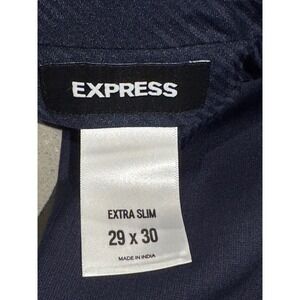 EXPRESS
EXTRA SLIM
29 x 30
MADE IN INDIA